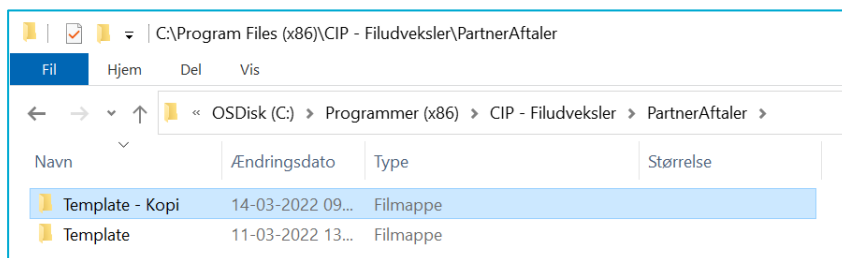 C:\Program Files (x86)\CIP - Filudveksler\PartnerAftaler
Fil Hjem Del Vis
« OSDisk (C:) > Programmer (x86) > CIP - Filudveksler > PartnerAftaler >
Navn Ændringsdato Type Størrelse
Template - Kopi 14-03-2022 09... Filmappe
Template 11-03-2022 13... Filmappe